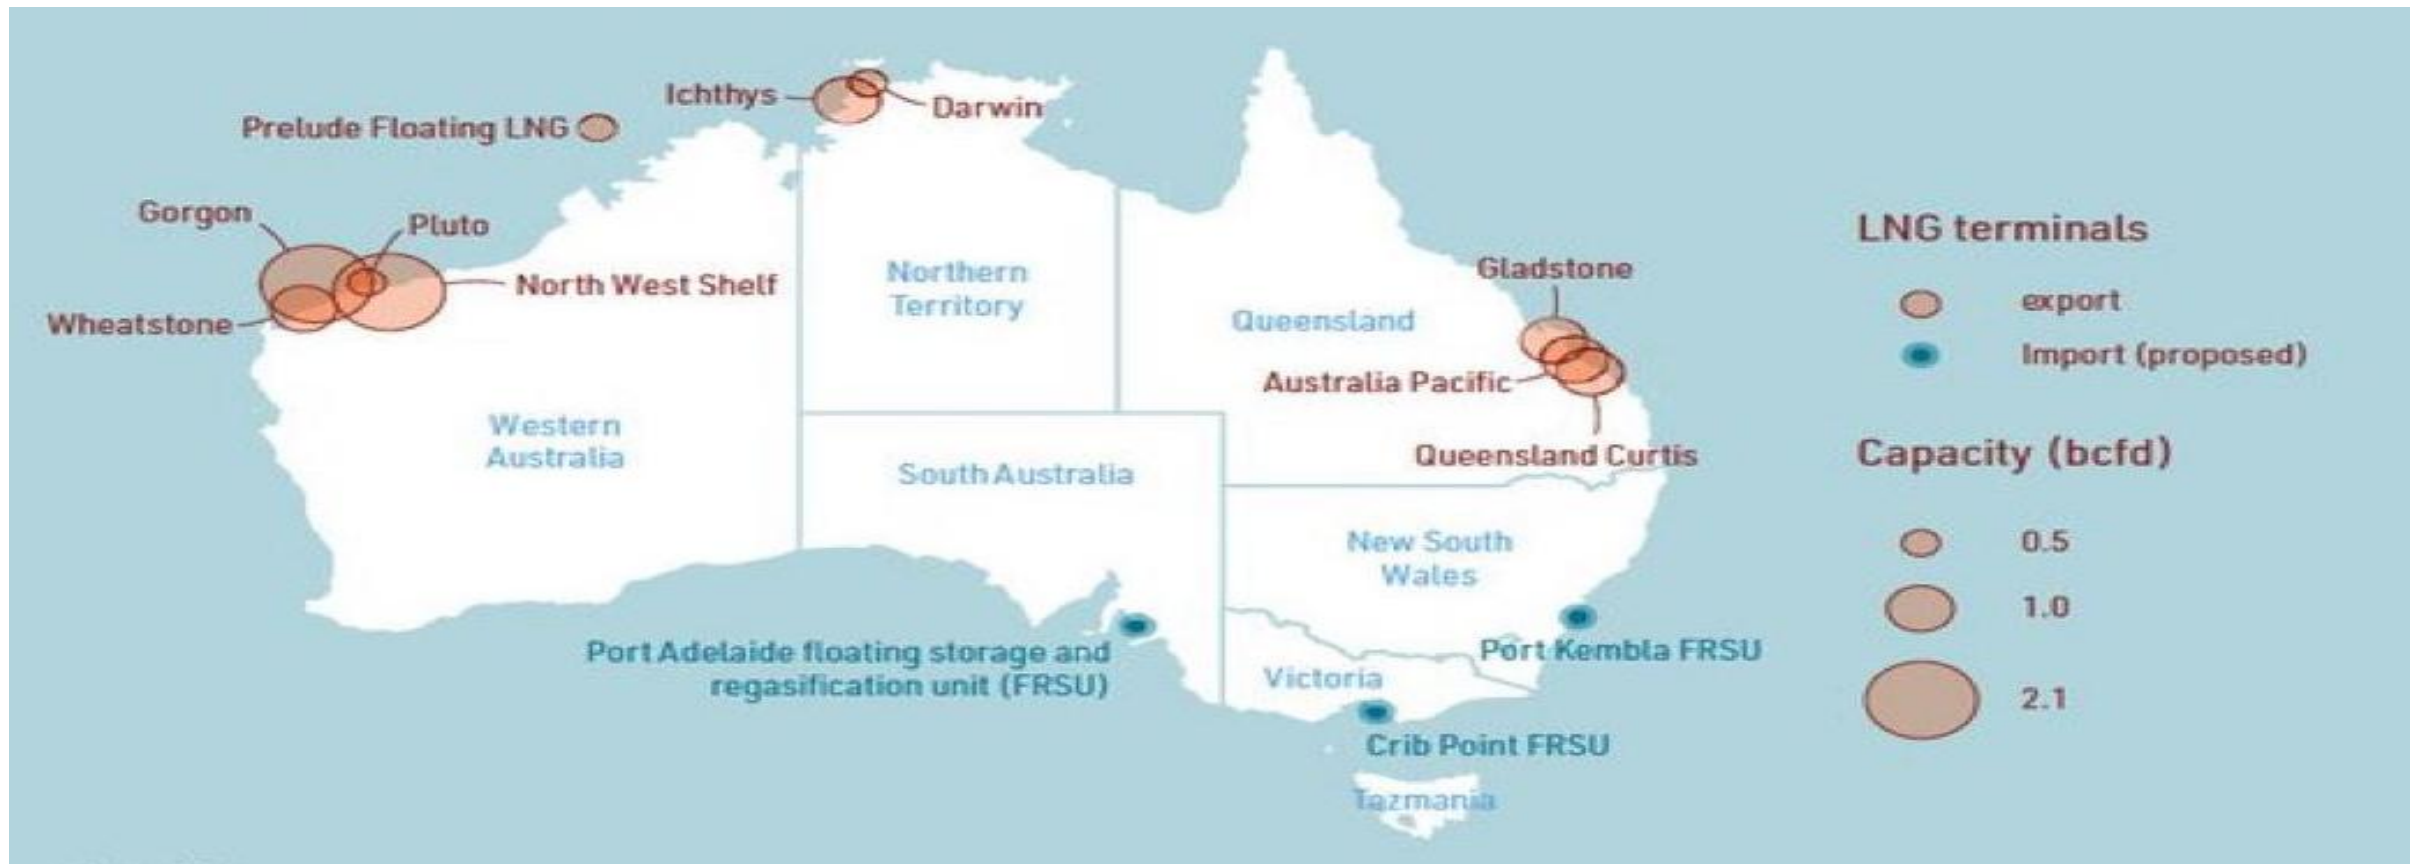 Ichthys
Darwin
Prelude Floating LNG
Gorgon
Pluto
North West Shelf
Wheatstone
Northern
Territory
Queensland
Gladstone
Australia Pacific
Queensland Curtis
Western
Australia
South Australia
New South
Wales
Port Adelaide floating storage and
regasification unit (FRSU)
Port Kembla FRSU
Victoria
Crib Point FRSU
Tazmania
LNG terminals
export
Import (proposed)
Capacity (bcfd)
0.5
1.0
2.1